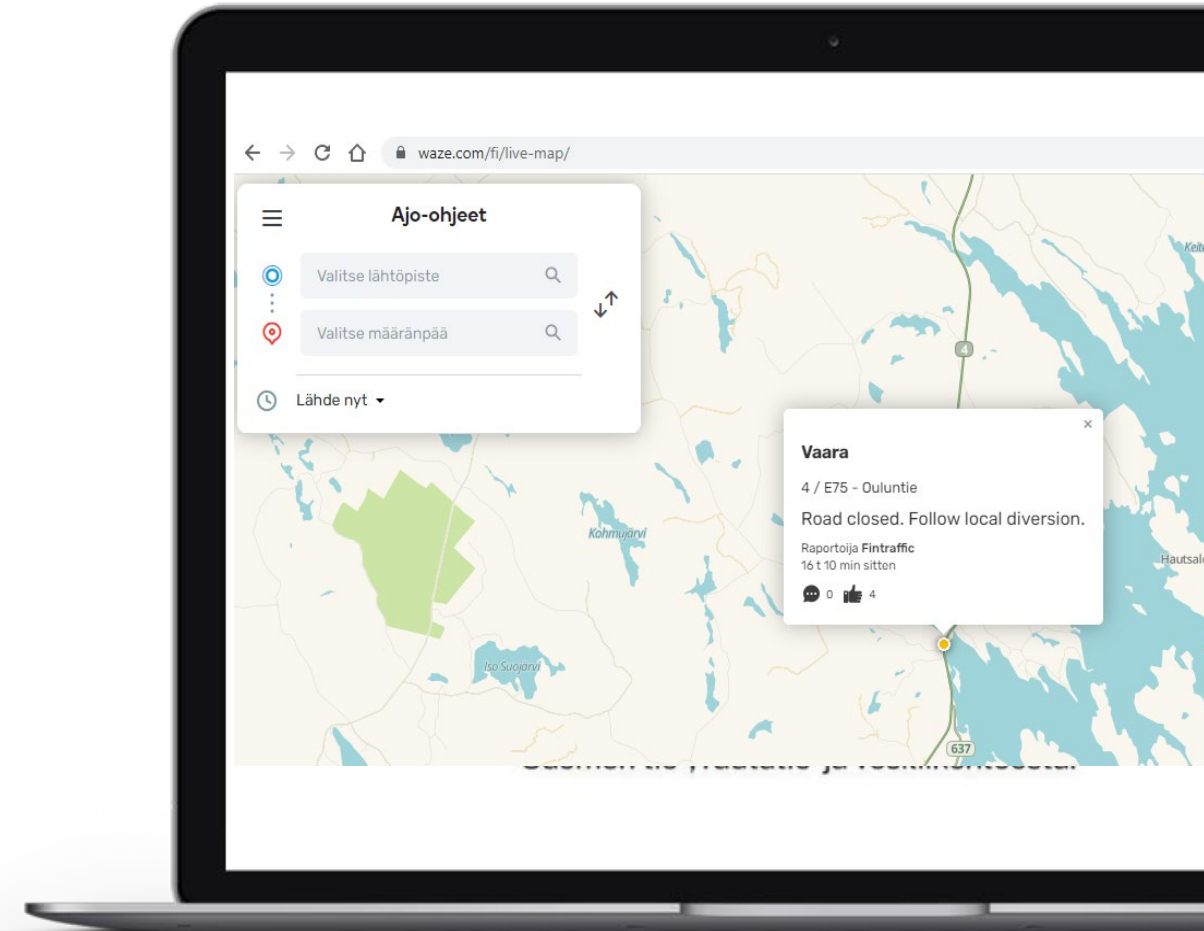 waze.com/fi/live-map/
Ajo-ohjeet
Valitse lähtöpiste
Valitse määränpää
Lähde nyt
4
Vaara
4 / E75 - Ouluntie
Road closed. Follow local diversion.
Raportoija Fintraffic
16 t 10 min sitten
0 4
Kohmujärvi
Iso Suojärvi
637